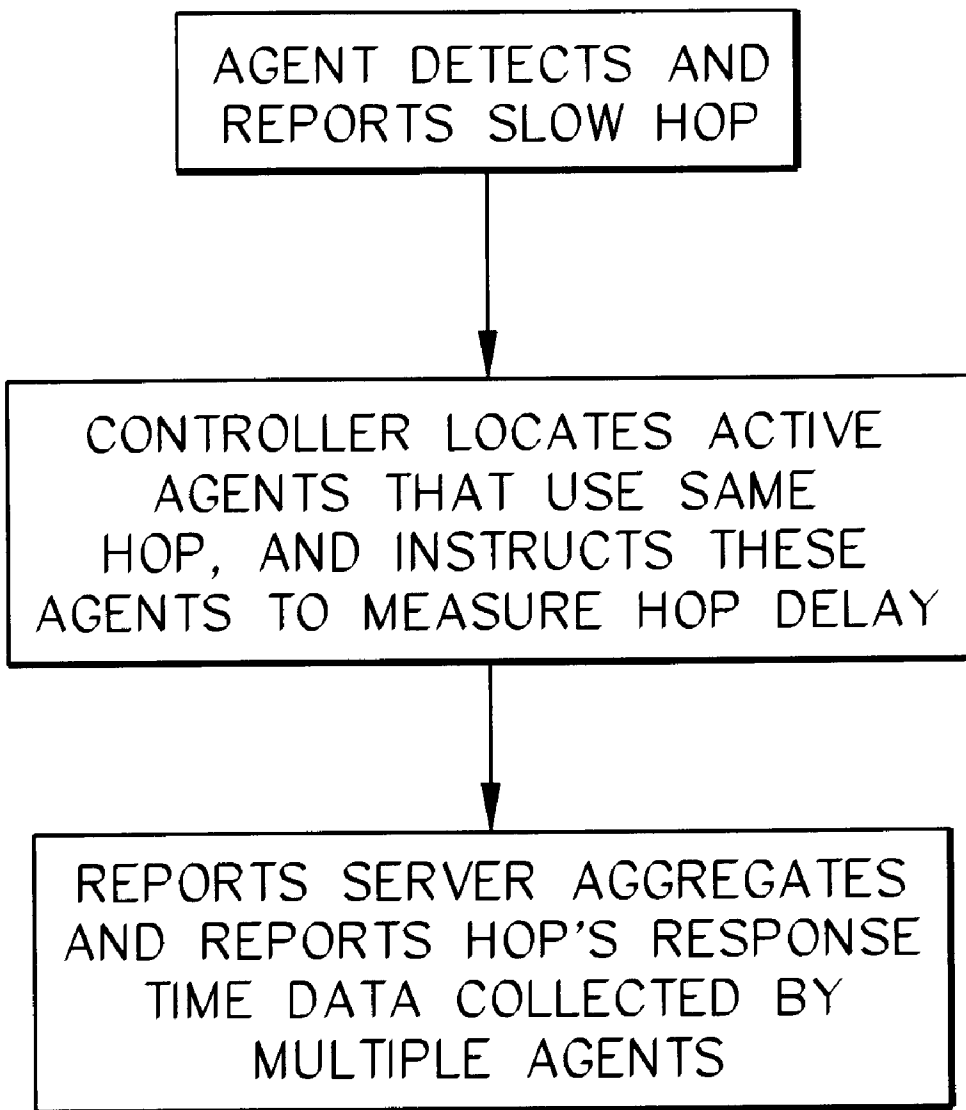 AGENT DETECTS AND
REPORTS SLOW HOP
CONTROLLER LOCATES ACTIVE
AGENTS THAT USE SAME
HOP, AND INSTRUCTS THESE
AGENTS TO MEASURE HOP DELAY
REPORTS SERVER AGGREGATES
AND REPORTS HOP'S RESPONSE
TIME DATA COLLECTED BY
MULTIPLE AGENTS